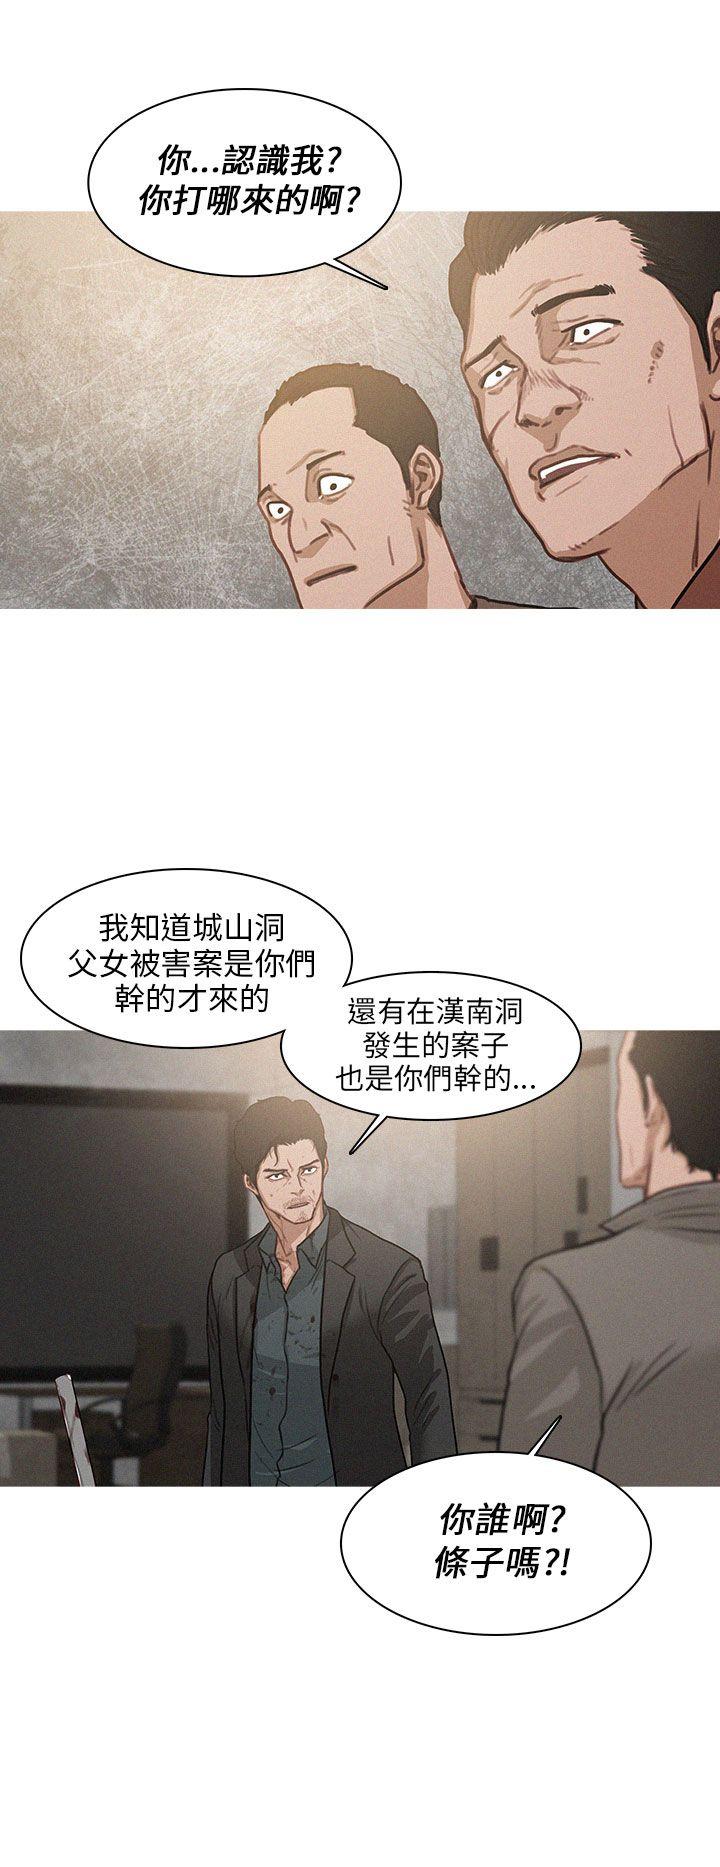 你...認識我?
你打哪來的啊?
我知道城山洞
父女被害案是你們
幹的才來的
還有在漢南洞
發生的案子
也是你們幹的...
你誰啊?
條子嗎?!